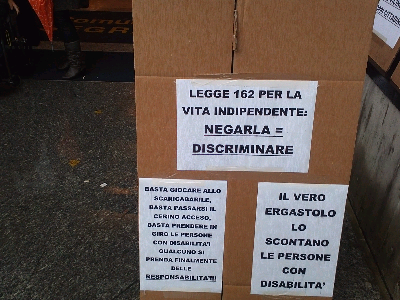 LEGGE 162 PER LA
VITA INDIPENDENTE:
NEGARLA =
DISCRIMINARE
BASTA GIOCARE ALLO
SCARICABARILE,
BASTA PASSARSI IL
CERINO ACCESO,
BASTA PRENDERE IN
GIRO LE PERSONE
CON DISABILITA'!
QUALCUNO SI
PRENDA FINALMENTE
DELLE
RESPONSABILITA'!!
IL VERO
ERGASTOLO
LO
SCONTANO
LE PERSONE
CON
DISABILITA'